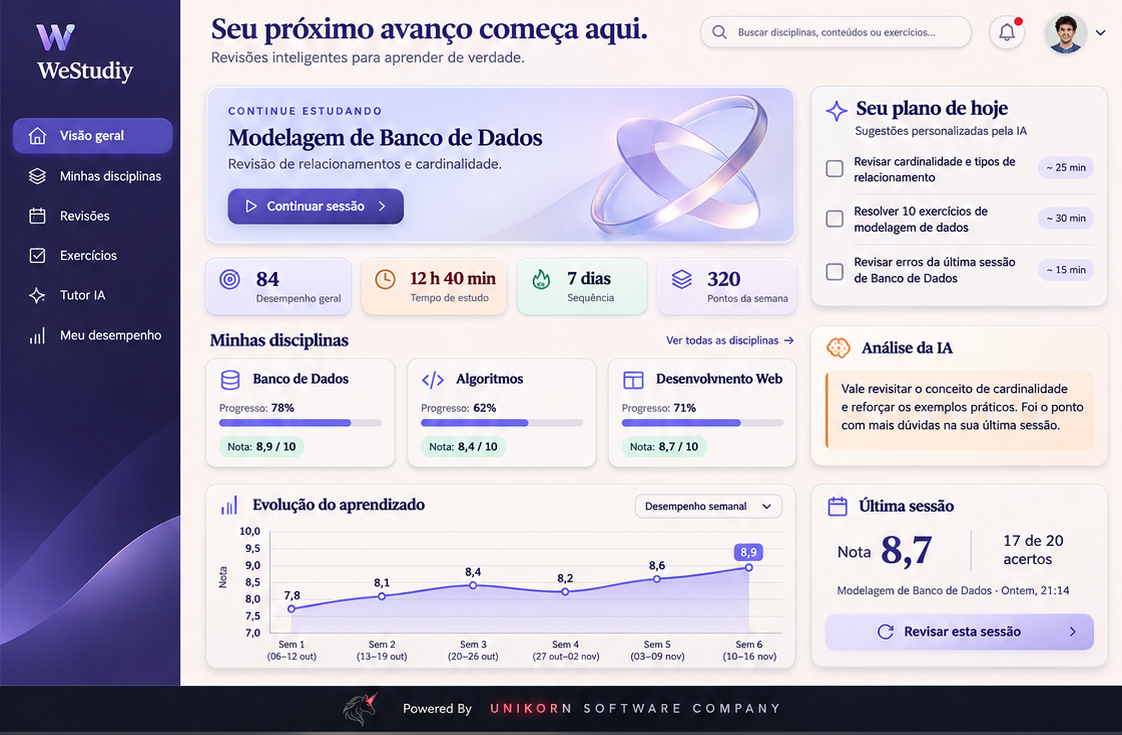 WeStudiy
Visão geral
Minhas disciplinas
Revisões
Exercícios
Tutor IA
Meu desempenho
Seu próximo avanço começa aqui.
Revisões inteligentes para aprender de verdade.
Buscar disciplinas, conteúdos ou exercícios...
CONTINUE ESTUDANDO
Modelagem de Banco de Dados
Revisão de relacionamentos e cardinalidade.
Continuar sessão
84
Desempenho geral
12 h 40 min
Tempo de estudo
7 dias
Sequência
320
Pontos da semana
Minhas disciplinas
Ver todas as disciplinas →
Banco de Dados
Progresso: 78%
Nota: 8,9 / 10
Algoritmos
Progresso: 62%
Nota: 8,4 / 10
Desenvolvnento Web
Progresso: 71%
Nota: 8,7 / 10
Evolução do aprendizado
Desempenho semanal
Nota
10,0
9,5
9,0
8,5
8,0
7,5
7,0
7,8
8,1
8,4
8,2
8,6
8,9
Sem 1
(06–12 out)
Sem 2
(13–19 out)
Sem 3
(20–26 out)
Sem 4
(27 out–02 nov)
Sem 5
(03–09 nov)
Sem 6
(10–16 nov)
Seu plano de hoje
Sugestões personalizadas pela IA
Revisar cardinalidade e tipos de
relacionamento
~ 25 min
Resolver 10 exercícios de
modelagem de dados
~ 30 min
Revisar erros da última sessão
de Banco de Dados
~ 15 min
Análise da IA
Vale revisitar o conceito de cardinalidade
e reforçar os exemplos práticos. Foi o ponto
com mais dúvidas na sua última sessão.
Última sessão
Nota 8,7
17 de 20
acertos
Modelagem de Banco de Dados · Ontem, 21:14
Revisar esta sessão
Powered By UNIKORN SOFTWARE COMPANY